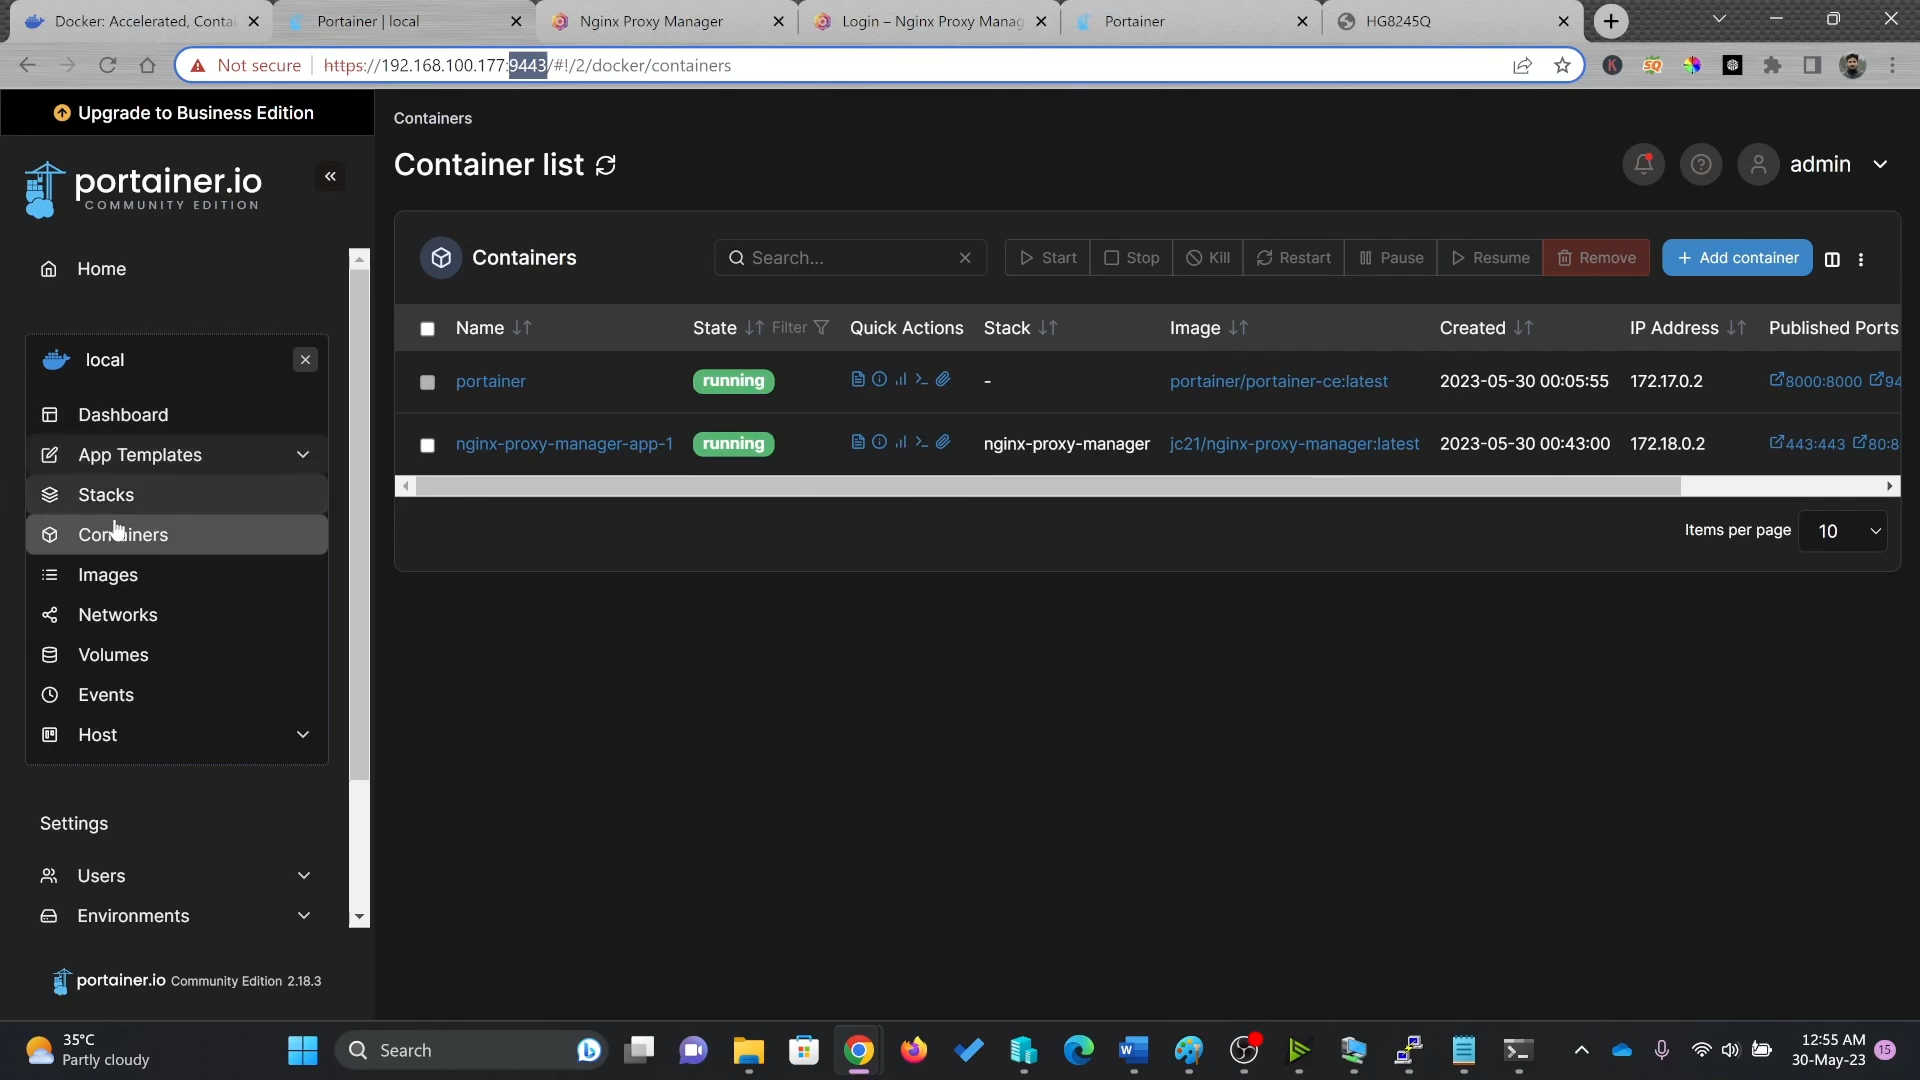 Docker: Accelerated, Contai
Portainer | local
Nginx Proxy Manager
Login – Nginx Proxy Manag
Portainer
HG8245Q
Not secure
https://192.168.100.177:9443/#!/2/docker/containers
Upgrade to Business Edition
portainer.io
COMMUNITY EDITION
Home
local
Dashboard
App Templates
Stacks
Containers
Images
Networks
Volumes
Events
Host
Settings
Users
Environments
portainer.io Community Edition 2.18.3
Containers
Container list
admin
Containers
Search...
Start
Stop
Kill
Restart
Pause
Resume
Remove
+ Add container
Name State Filter Quick Actions Stack Image Created IP Address Published Ports
portainer running - portainer/portainer-ce:latest 2023-05-30 00:05:55 172.17.0.2 8000:8000 94
nginx-proxy-manager-app-1 running nginx-proxy-manager jc21/nginx-proxy-manager:latest 2023-05-30 00:43:00 172.18.0.2 443:443 80:8
Items per page 10
35°C
Partly cloudy
Search
12:55 AM
30-May-23
15